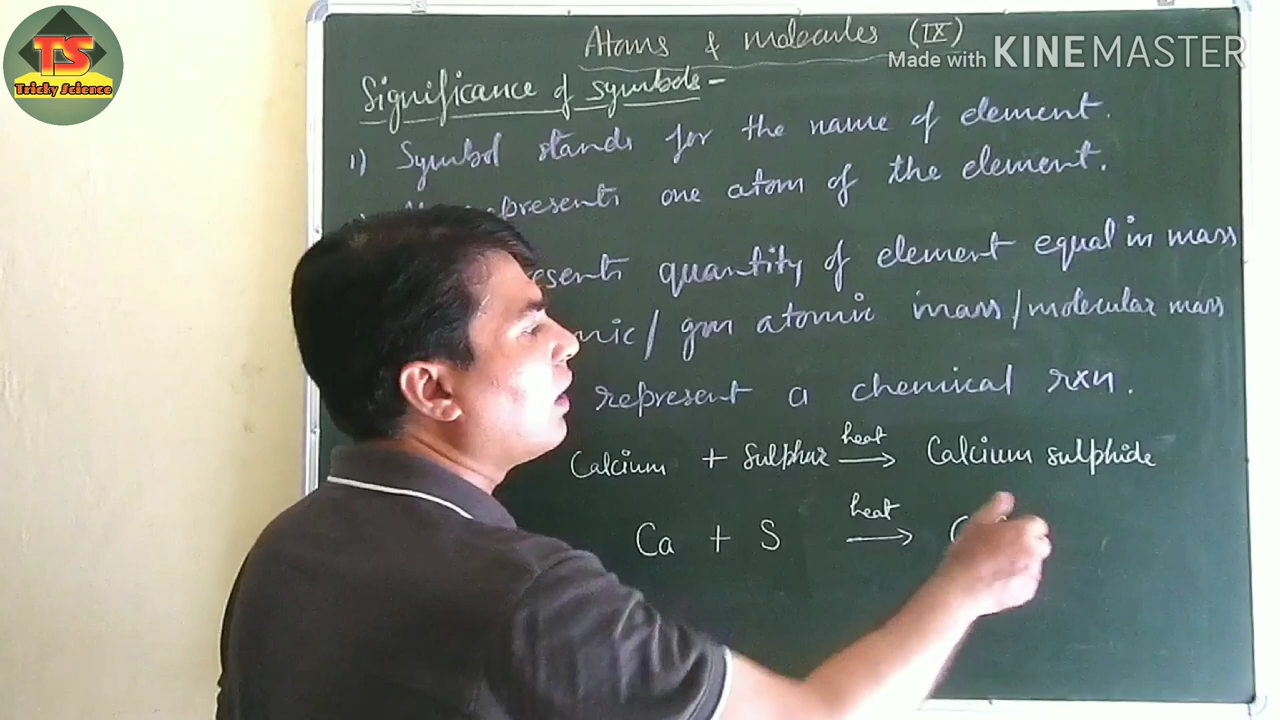 TS
Tricky Science
Made with KINEMASTER
Atoms & molecules (IX)
Significance of symbols -
1) Symbol stands for the name of element.
represents one atom of the element.
quantity of element equal in mass
gm atomic mass/molecular mass
represent a chemical rxn.
Calcium + Sulphur heat → Calcium sulphide
Ca + S heat →